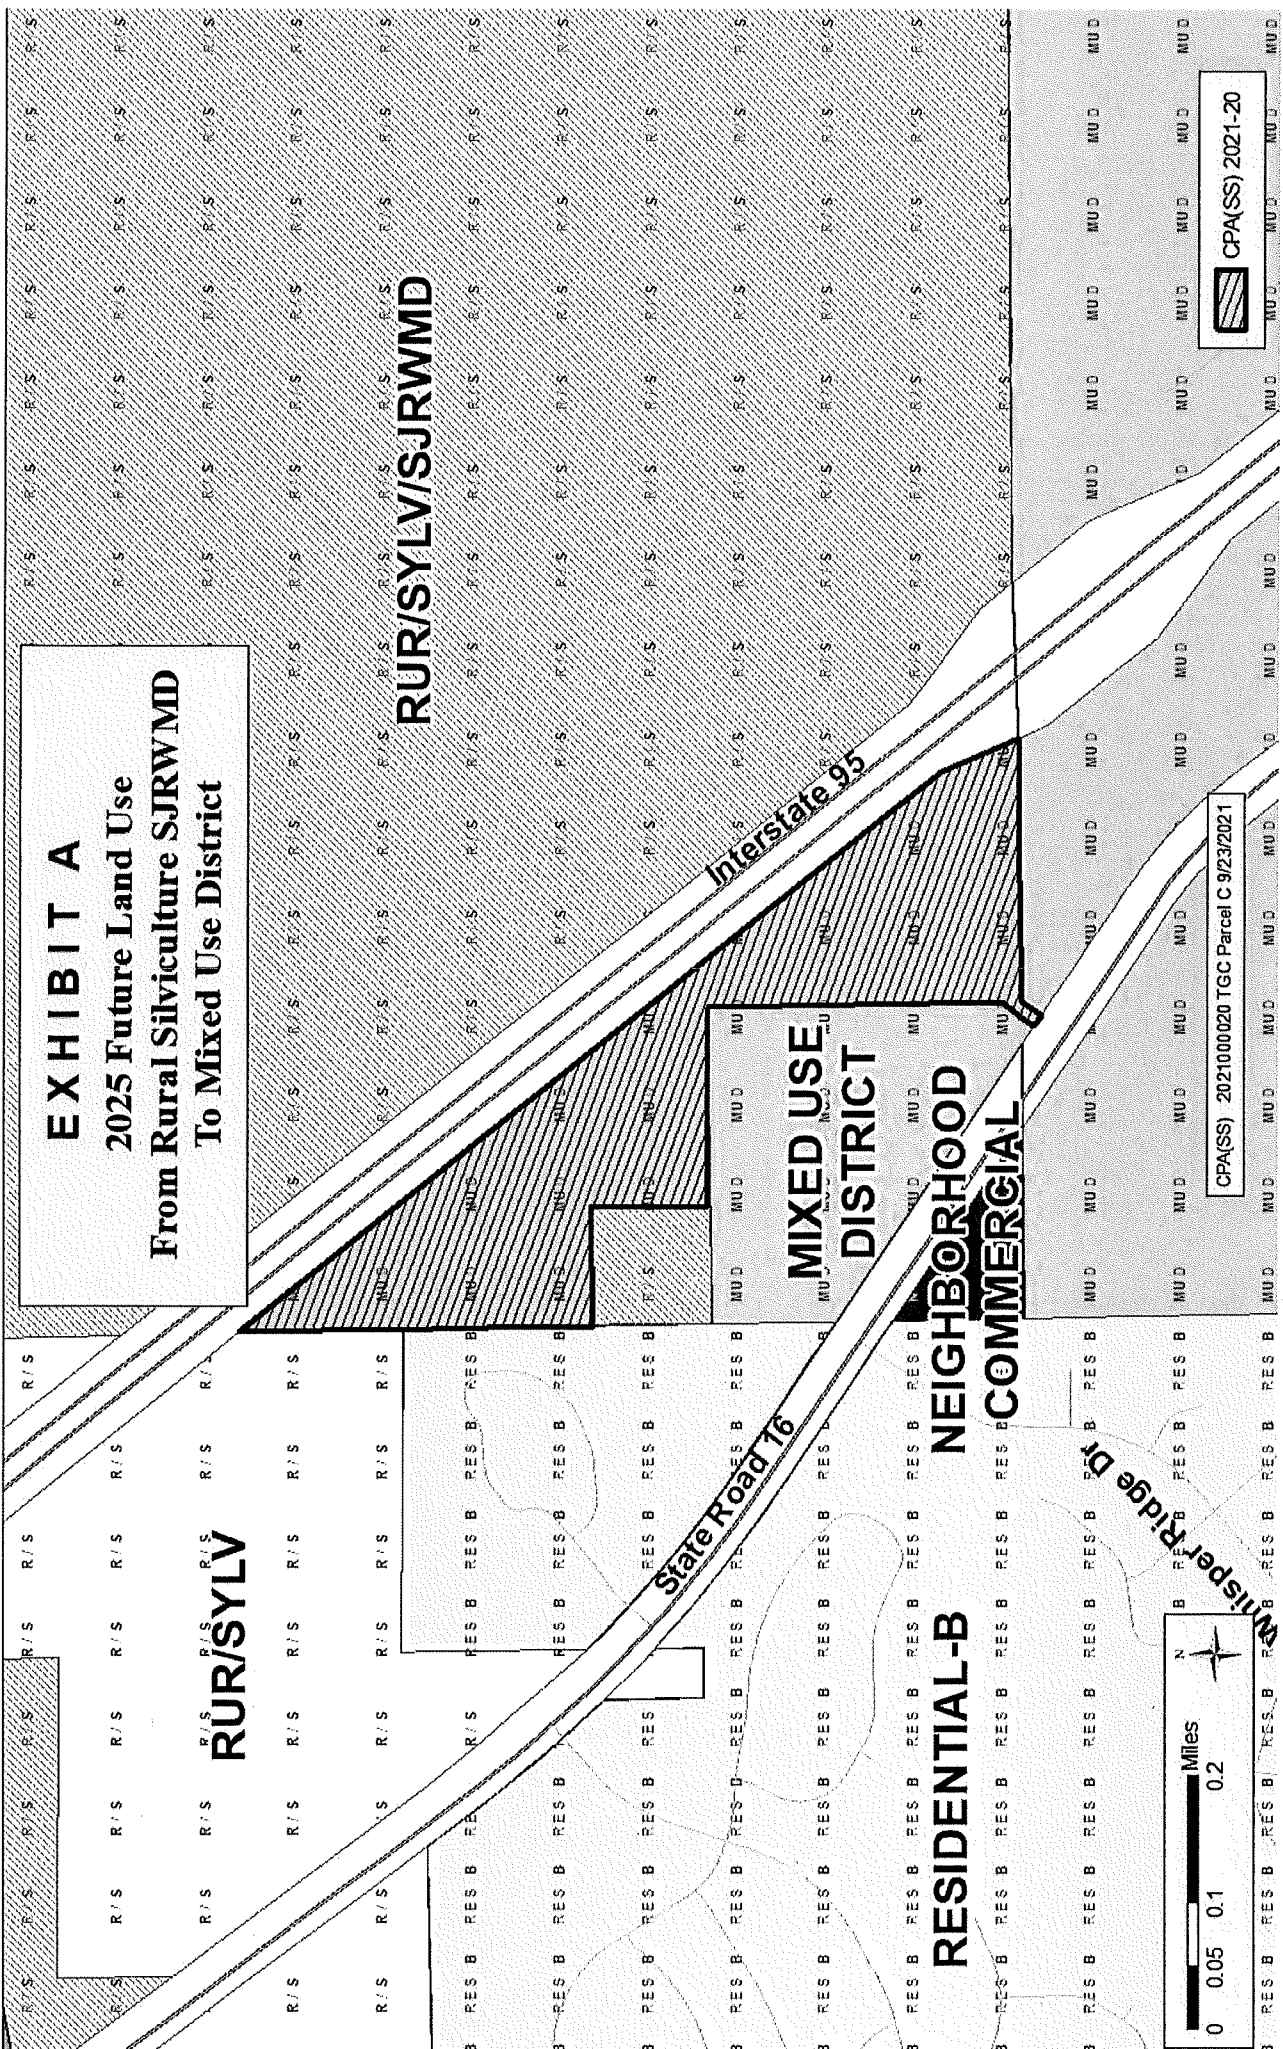 EXHIBIT A
2025 Future Land Use
From Rural Silviculture SJRWMD
To Mixed Use District
RUR/SYLV
RUR/SYLV/SJRWMD
Interstate 95
State Road 16
MIXED USE
DISTRICT
NEIGHBORHOOD
COMMERCIAL
RESIDENTIAL-B
Whisper Ridge Dr
R/S
RES B
MUD
CPA(SS) 2021-20
CPA(SS) 2021000020 TGC Parcel C 9/23/2021
N
Miles
0 0.05 0.1 0.2